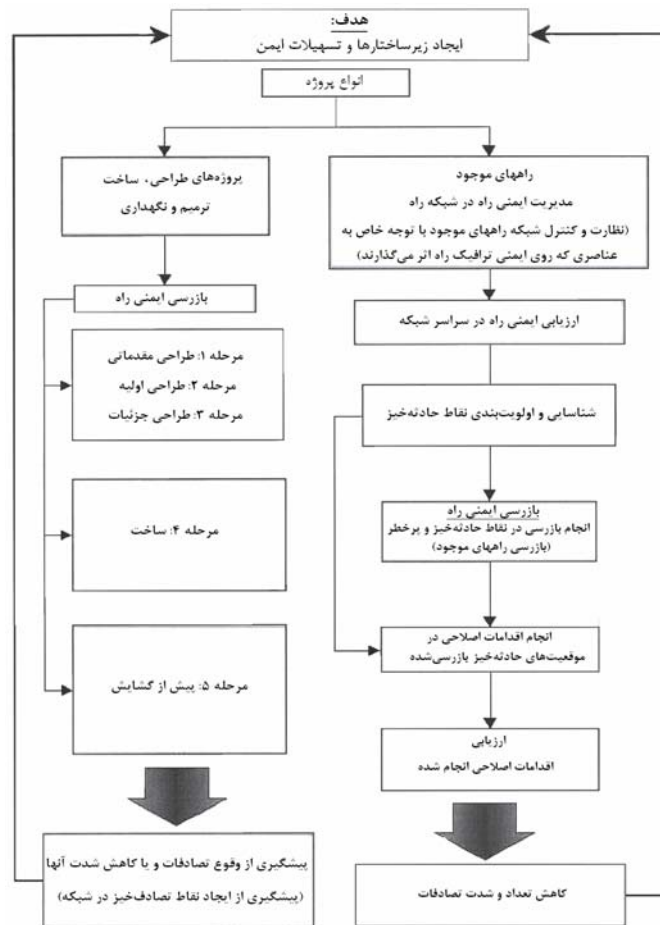 هدف:
ایجاد زیرساختارها و تسهیلات ایمن
انواع پروژه
راههای موجود
مدیریت ایمنی راه در شبکه راه
(نظارت و کنترل شبکه راههای موجود با توجه خاص به
عناصری که روی ایمنی ترافیک راه اثر می‌گذارند)
ارزیابی ایمنی راه در سراسر شبکه
شناسایی و اولویت‌بندی نقاط حادثه‌خیز
بازرسی ایمنی راه
انجام بازرسی در نقاط حادثه‌خیز و پرخطر
(بازرسی راههای موجود)
انجام اقدامات اصلاحی در
موقعیت‌های حادثه‌خیز بازرسی‌شده
ارزیابی
اقدامات اصلاحی انجام شده
کاهش تعداد و شدت تصادفات
پروژه‌های طراحی، ساخت
ترمیم و نگهداری
بازرسی ایمنی راه
مرحله ۱: طراحی مقدماتی
مرحله ۲: طراحی اولیه
مرحله ۳: طراحی جزئیات
مرحله ۴: ساخت
مرحله ۵: پیش از گشایش
پیشگیری از وقوع تصادفات و یا کاهش شدت آنها
(پیشگیری از ایجاد نقاط تصادف‌خیز در شبکه)